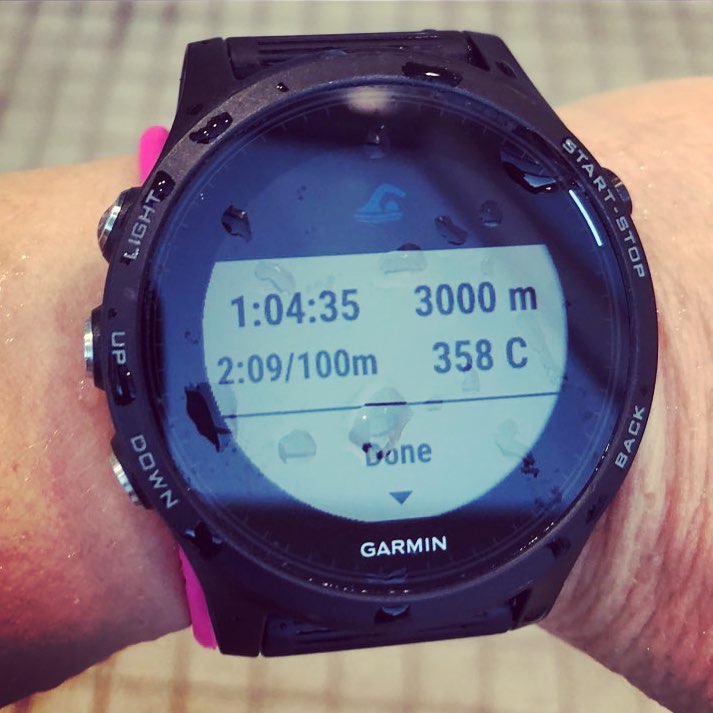 LIGHT
START-STOP
1:04:35 3000 m
2:09/100m 358 C
UP
Done
DOWN
BACK
GARMIN